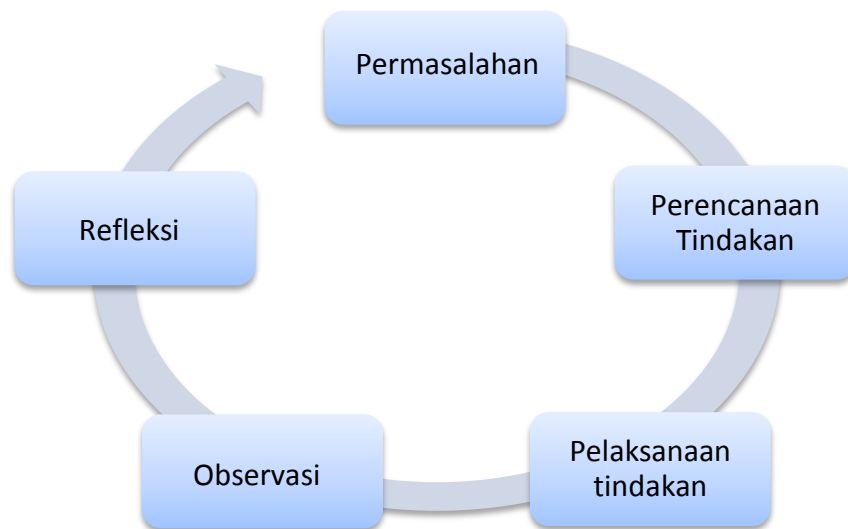 Permasalahan
Perencanaan
Tindakan
Pelaksanaan
tindakan
Observasi
Refleksi